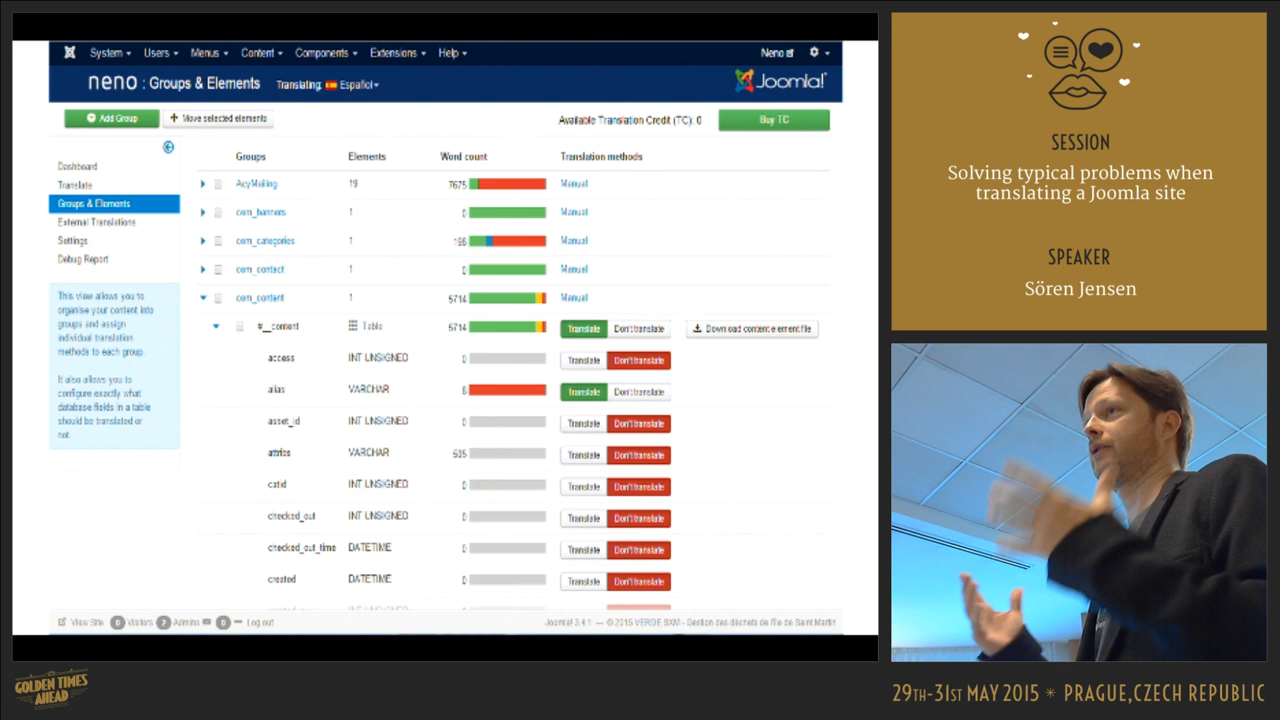 System Users Menus Content Components Extensions Help Neno
neno : Groups & Elements Translating: Español Joomla!
Add Group Move selected elements Available Translation Credit (TC): 0 Buy TC
Groups Elements Word count Translation methods
Dashboard
Translate
Groups & Elements
External Translations
Settings
Debug Report
This view allows you to
organise your content into
groups and assign
individual translation
methods to each group.
It also allows you to
configure exactly what
database fields in a table
should be translated or
not.
AcyMailing 19 7675 Manual
com_banners 1 0 Manual
com_categories 1 196 Manual
com_contact 1 0 Manual
com_content 1 5714 Manual
#__content Table 5714 Translate Don't translate Download content element file
access INT UNSIGNED 0 Translate Don't translate
alias VARCHAR 8 Translate Don't translate
asset_id INT UNSIGNED 0 Translate Don't translate
attribs VARCHAR 505 Translate Don't translate
catid INT UNSIGNED 0 Translate Don't translate
checked_out INT UNSIGNED 0 Translate Don't translate
checked_out_time DATETIME 0 Translate Don't translate
created DATETIME 0 Translate Don't translate
View Site 0 Visitors 2 Admins 0 Log out Joomla! 3.4.1 — © 2015 VERDE SXM - Gestion des déchets de l'île de Saint Martin
SESSION
Solving typical problems when
translating a Joomla site
SPEAKER
Sören Jensen
GOLDEN TIMES
AHEAD
29TH-31ST MAY 2015 * PRAGUE, CZECH REPUBLIC